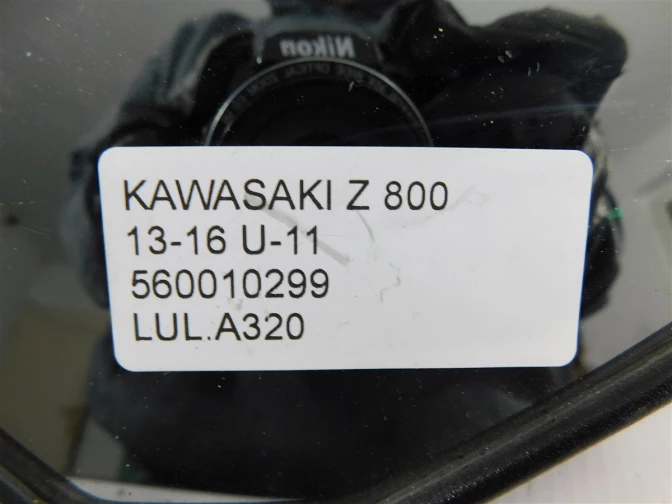 Nikon
KAWASAKI Z 800
13-16 U-11
560010299
LUL.A320